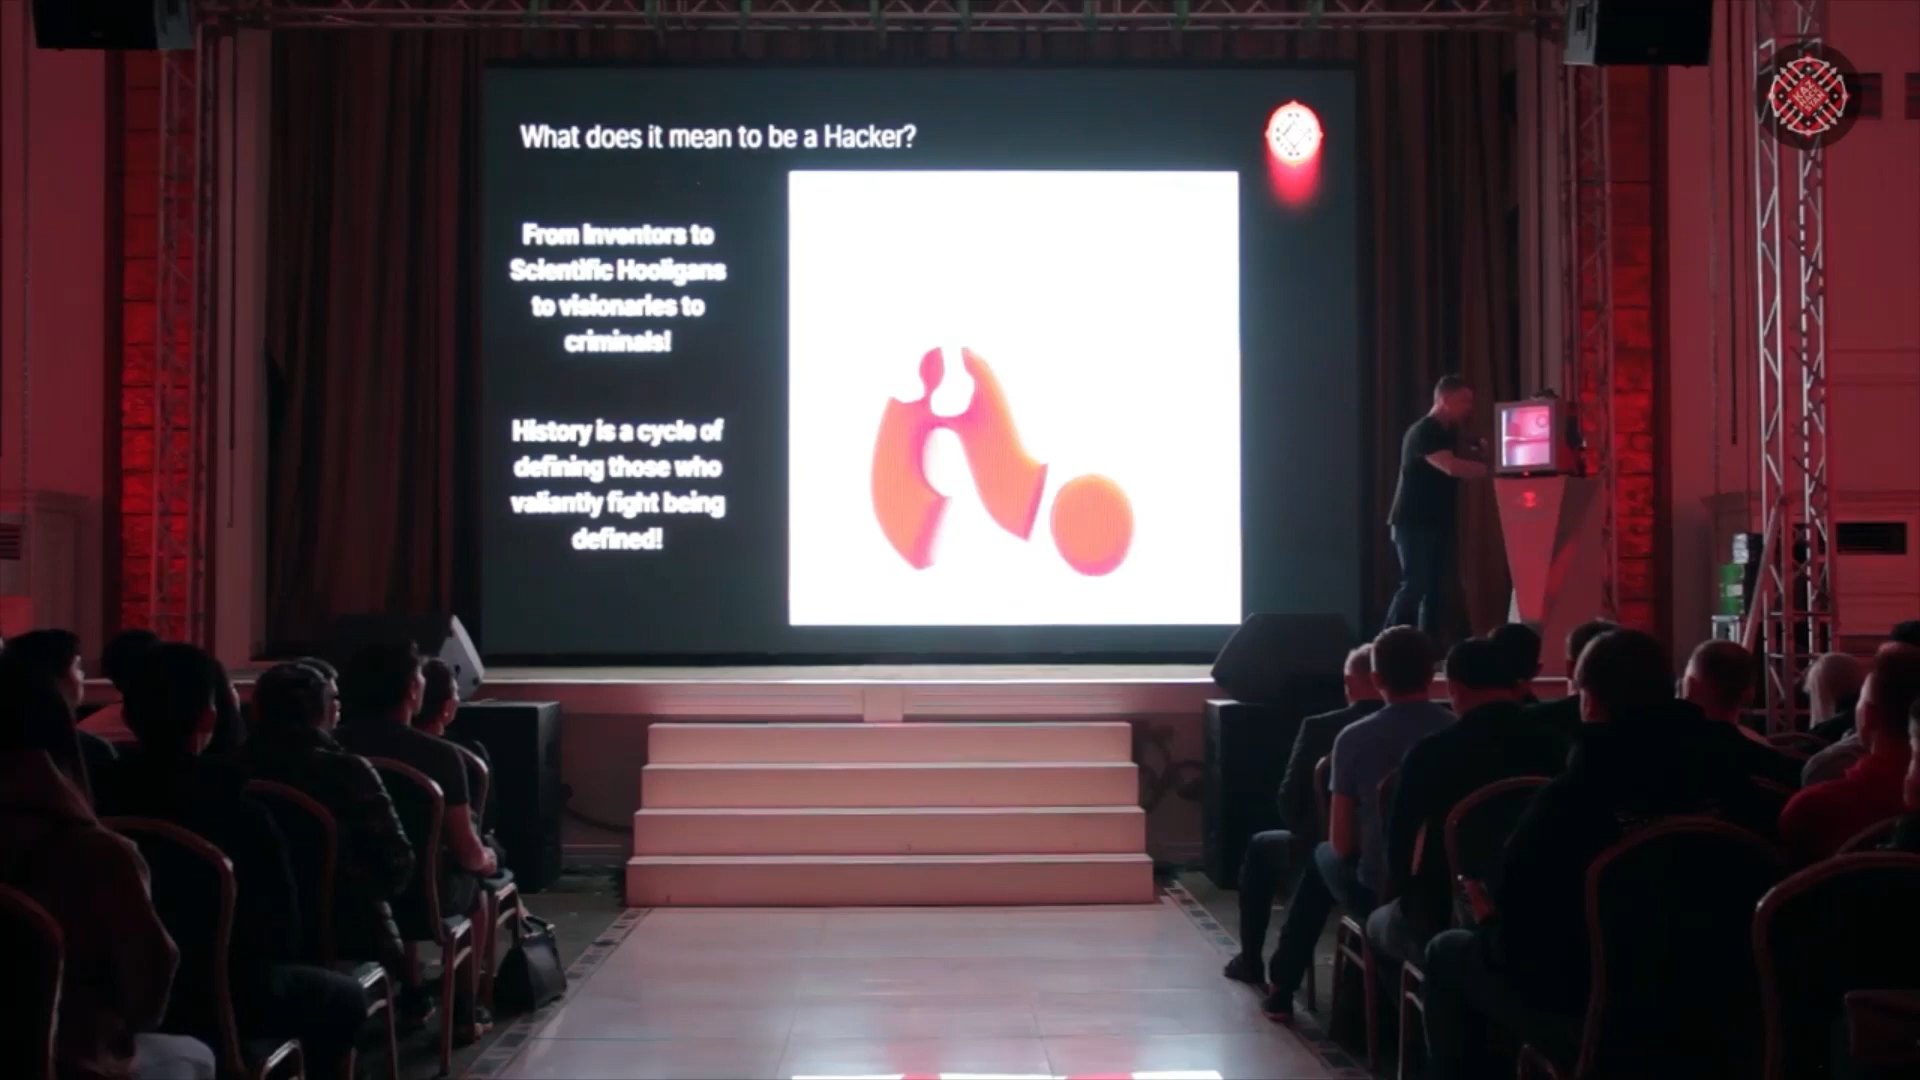 What does it mean to be a Hacker?
From Inventors to
Scientific Hooligans
to visionaries to
criminals!
History is a cycle of
defining those who
valiantly fight being
defined!